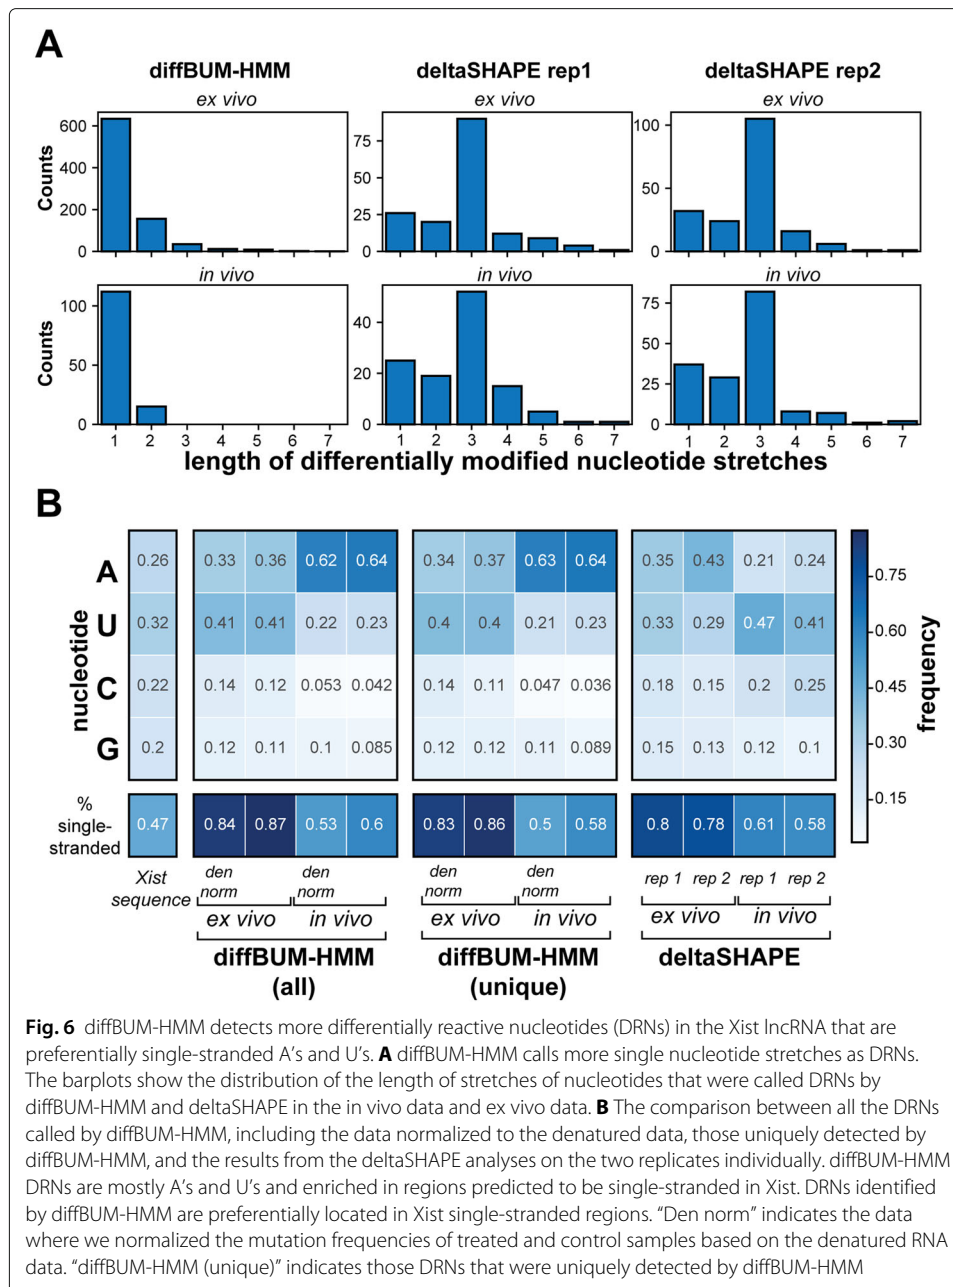 A
diffBUM-HMM deltaSHAPE rep1 deltaSHAPE rep2
ex vivo ex vivo ex vivo
Counts
600
400
200
0
75
50
25
0
100
50
0
1 2 3 4 5 6 7
1 2 3 4 5 6 7
1 2 3 4 5 6 7
in vivo in vivo in vivo
Counts
100
50
0
40
20
0
75
50
25
0
1 2 3 4 5 6 7
1 2 3 4 5 6 7
1 2 3 4 5 6 7
length of differentially modified nucleotide stretches
B
nucleotide
A 0.26 0.33 0.36 0.62 0.64 0.34 0.37 0.63 0.64 0.35 0.43 0.21 0.24
U 0.32 0.41 0.41 0.22 0.23 0.4 0.4 0.21 0.23 0.33 0.29 0.47 0.41
C 0.22 0.14 0.12 0.053 0.042 0.14 0.11 0.047 0.036 0.18 0.15 0.2 0.25
G 0.2 0.12 0.11 0.1 0.085 0.12 0.12 0.11 0.089 0.15 0.13 0.12 0.1
%
single-
stranded
0.47 0.84 0.87 0.53 0.6 0.83 0.86 0.5 0.58 0.8 0.78 0.61 0.58
0.75
0.60
0.45
0.30
0.15
frequency
Xist
sequence
den
norm
den
norm
den
norm
den
norm
rep 1 rep 2 rep 1 rep 2
ex vivo in vivo ex vivo in vivo ex vivo in vivo
diffBUM-HMM
(all)
diffBUM-HMM
(unique)
deltaSHAPE
Fig. 6 diffBUM-HMM detects more differentially reactive nucleotides (DRNs) in the Xist lncRNA that are
preferentially single-stranded A's and U's. A diffBUM-HMM calls more single nucleotide stretches as DRNs.
The barplots show the distribution of the length of stretches of nucleotides that were called DRNs by
diffBUM-HMM and deltaSHAPE in the in vivo data and ex vivo data. B The comparison between all the DRNs
called by diffBUM-HMM, including the data normalized to the denatured data, those uniquely detected by
diffBUM-HMM, and the results from the deltaSHAPE analyses on the two replicates individually. diffBUM-HMM
DRNs are mostly A's and U's and enriched in regions predicted to be single-stranded in Xist. DRNs identified
by diffBUM-HMM are preferentially located in Xist single-stranded regions. "Den norm" indicates the data
where we normalized the mutation frequencies of treated and control samples based on the denatured RNA
data. "diffBUM-HMM (unique)" indicates those DRNs that were uniquely detected by diffBUM-HMM